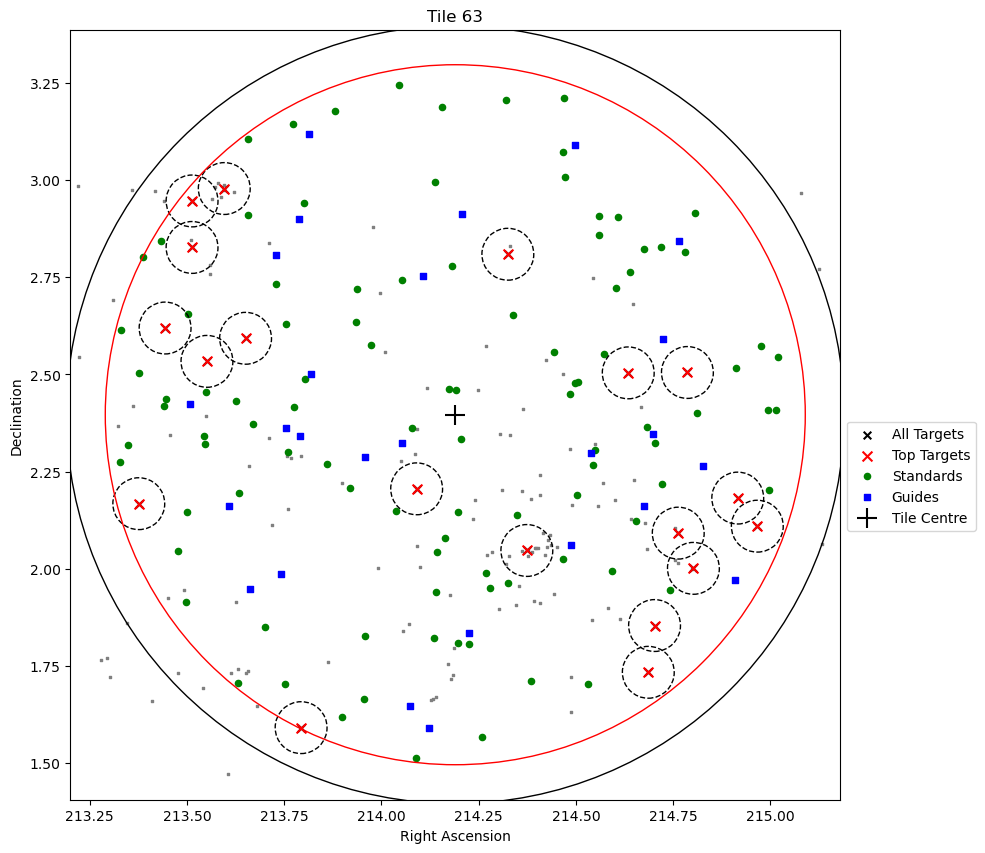 Tile 63
3.25
3.00
2.75
2.50
2.25
2.00
1.75
1.50
Declination
213.25 213.50 213.75 214.00 214.25 214.50 214.75 215.00
Right Ascension
All Targets
Top Targets
Standards
Guides
Tile Centre